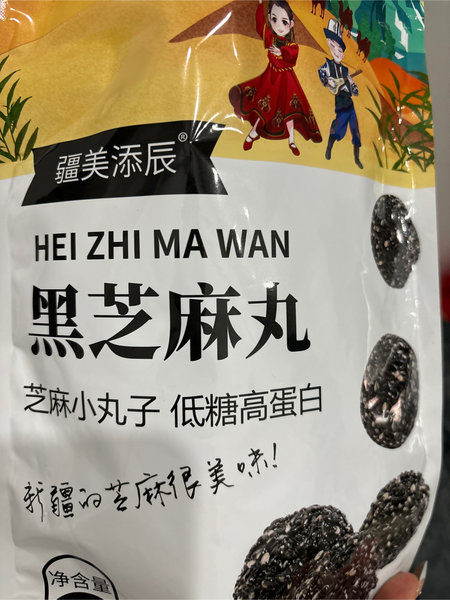 疆美添辰®
HEI ZHI MA WAN
黑芝麻丸
芝麻小丸子 低糖高蛋白
新疆的芝麻很美味!
净含量